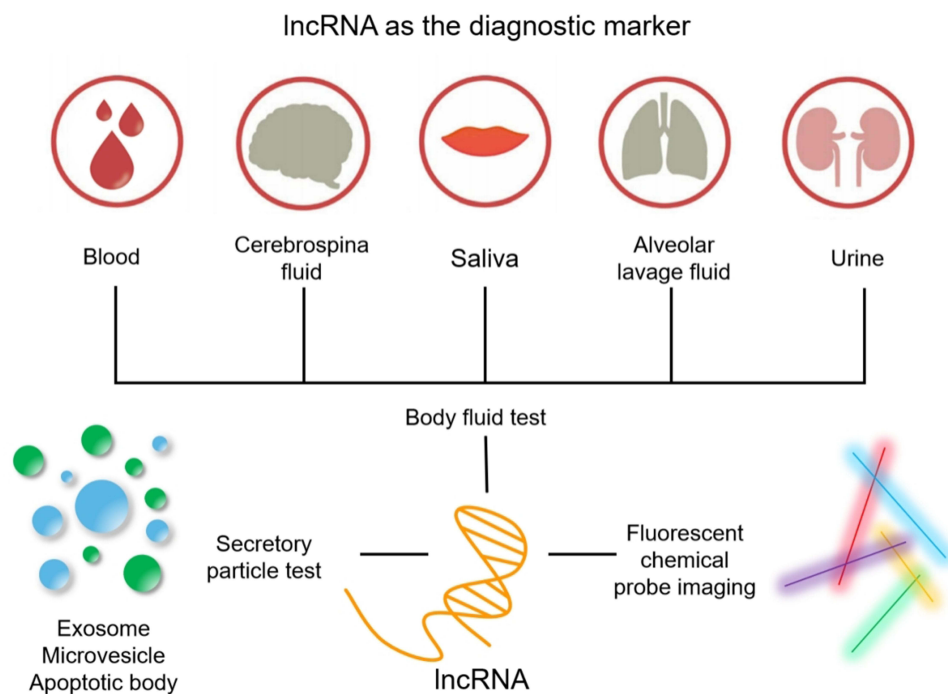 lncRNA as the diagnostic marker
Blood
Cerebrospina
fluid
Saliva
Alveolar
lavage fluid
Urine
Body fluid test
Secretory
particle test
Fluorescent
chemical
probe imaging
Exosome
Microvesicle
Apoptotic body
lncRNA